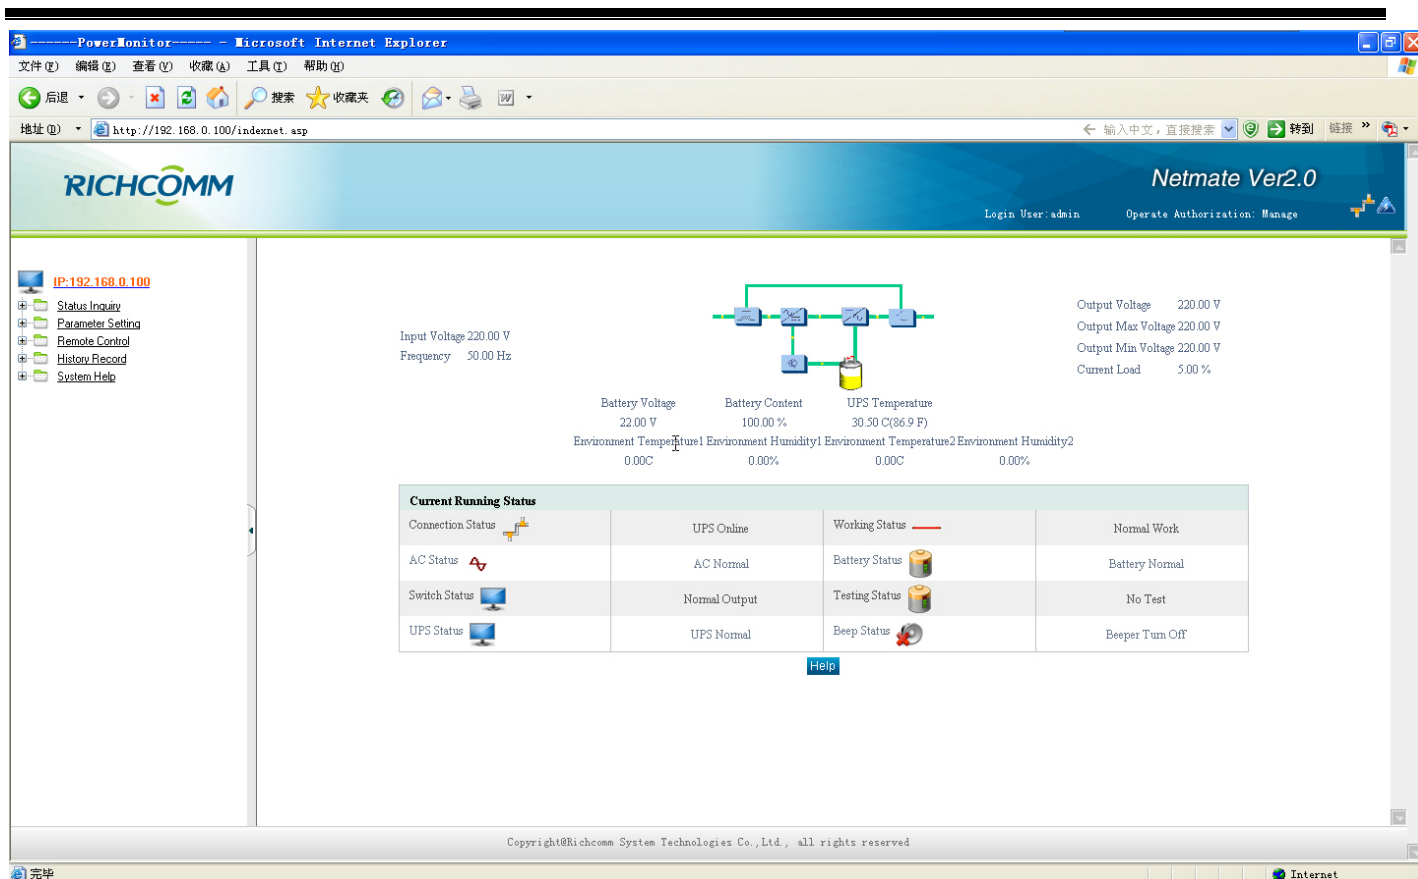 ------PowerMonitor----- - Microsoft Internet Explorer
文件(F) 编辑(E) 查看(V) 收藏(A) 工具(T) 帮助(H)
后退 搜索 收藏夹
地址(D) http://192.168.0.100/indexnet.asp 输入中文，直接搜索 转到 链接 »
RICHCOMM
Netmate Ver2.0
Login User:admin Operate Authorization: Manage
IP:192.168.0.100
Status Inquiry
Parameter Setting
Remote Control
History Record
System Help
Input Voltage 220.00 V
Frequency 50.00 Hz
Output Voltage 220.00 V
Output Max Voltage 220.00 V
Output Min Voltage 220.00 V
Current Load 5.00 %
Battery Voltage Battery Content UPS Temperature
22.00 V 100.00 % 30.50 C(86.9 F)
Environment Temperature1 Environment Humidity1 Environment Temperature2 Environment Humidity2
0.00C 0.00% 0.00C 0.00%
Current Running Status
Connection Status UPS Online Working Status Normal Work
AC Status AC Normal Battery Status Battery Normal
Switch Status Normal Output Testing Status No Test
UPS Status UPS Normal Beep Status Beeper Turn Off
Help
Copyright@Richcomm System Technologies Co.,Ltd., all rights reserved
完毕 Internet